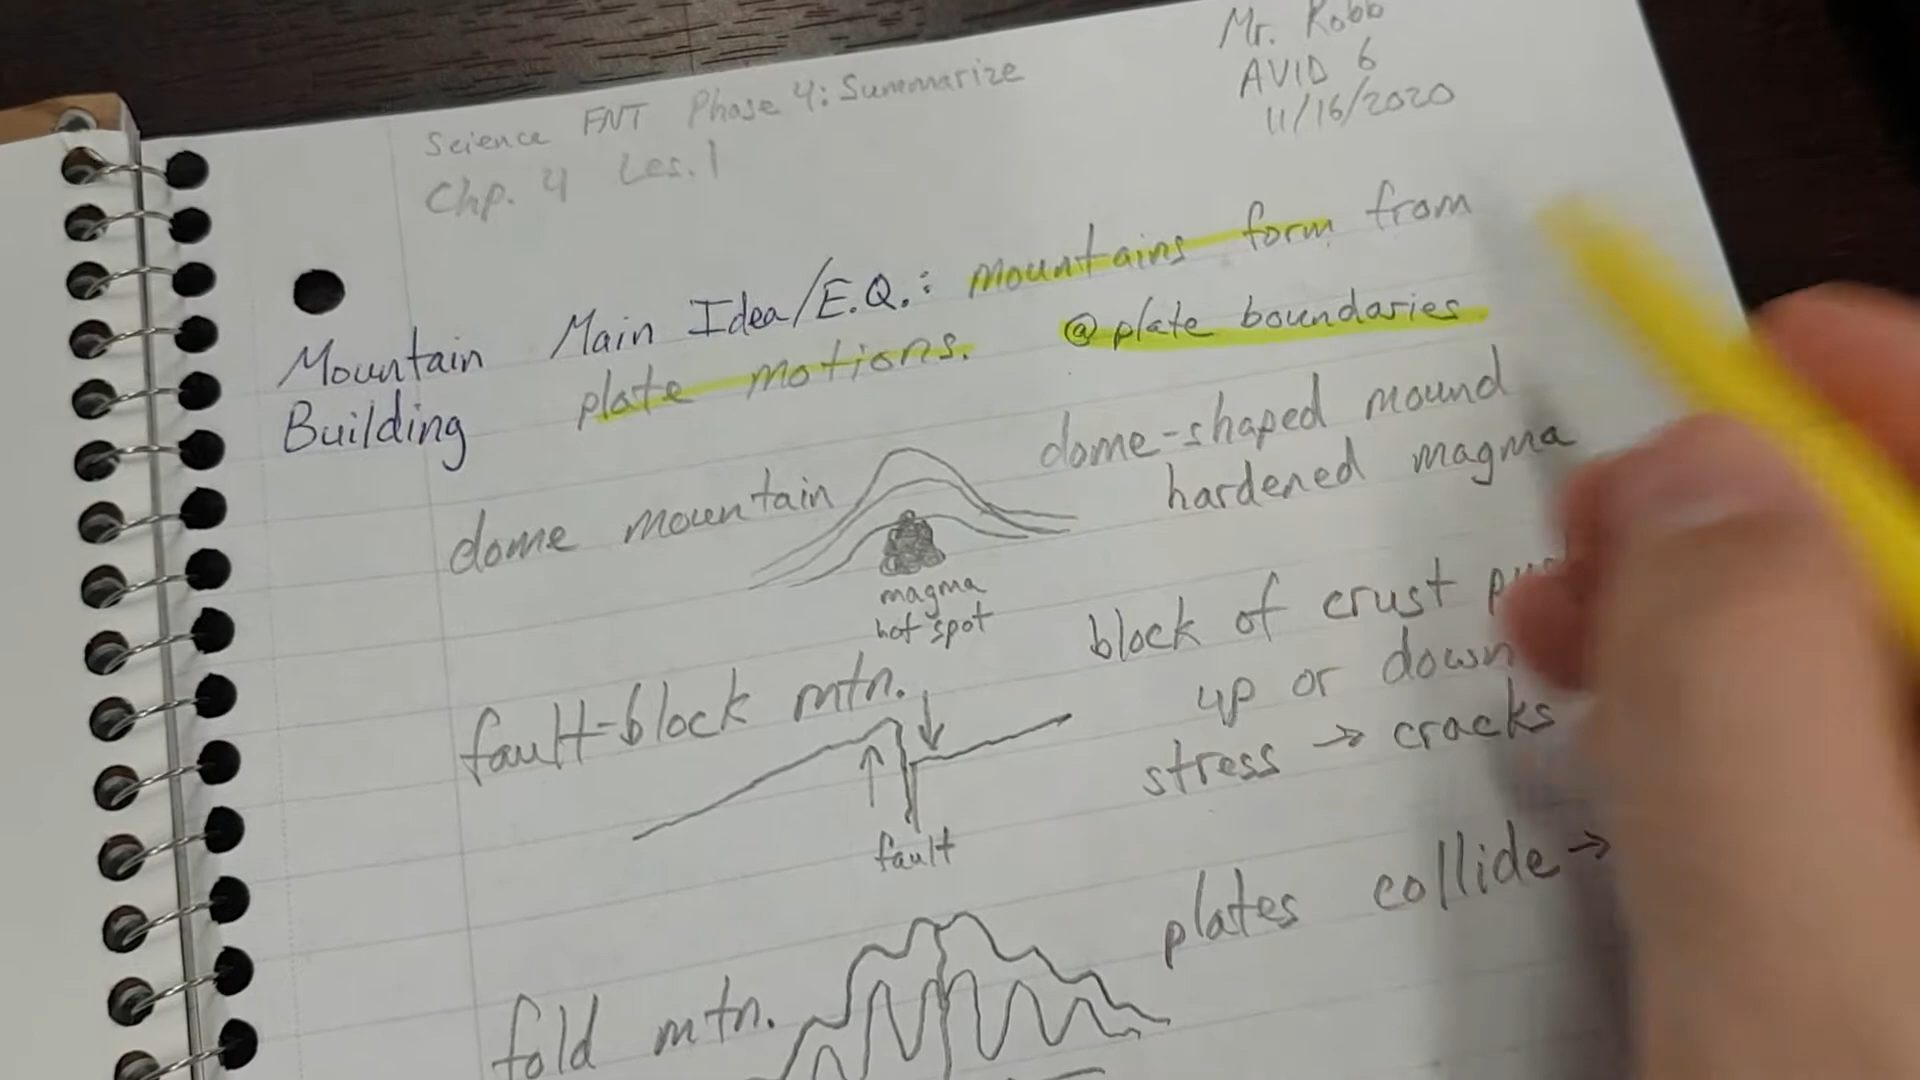 Mr. Robb
AVID 6
11/16/2020
Science FNT Phase 4: Summarize
Chp. 4 Les. 1
Mountain Building
Main Idea/E.Q.: mountains form from
plate motions. @ plate boundaries
dome mountain
magma
hot spot
dome-shaped mound
hardened magma
fault-block mtn.
fault
block of crust
up or down
stress → cracks
fold mtn.
plates collide →